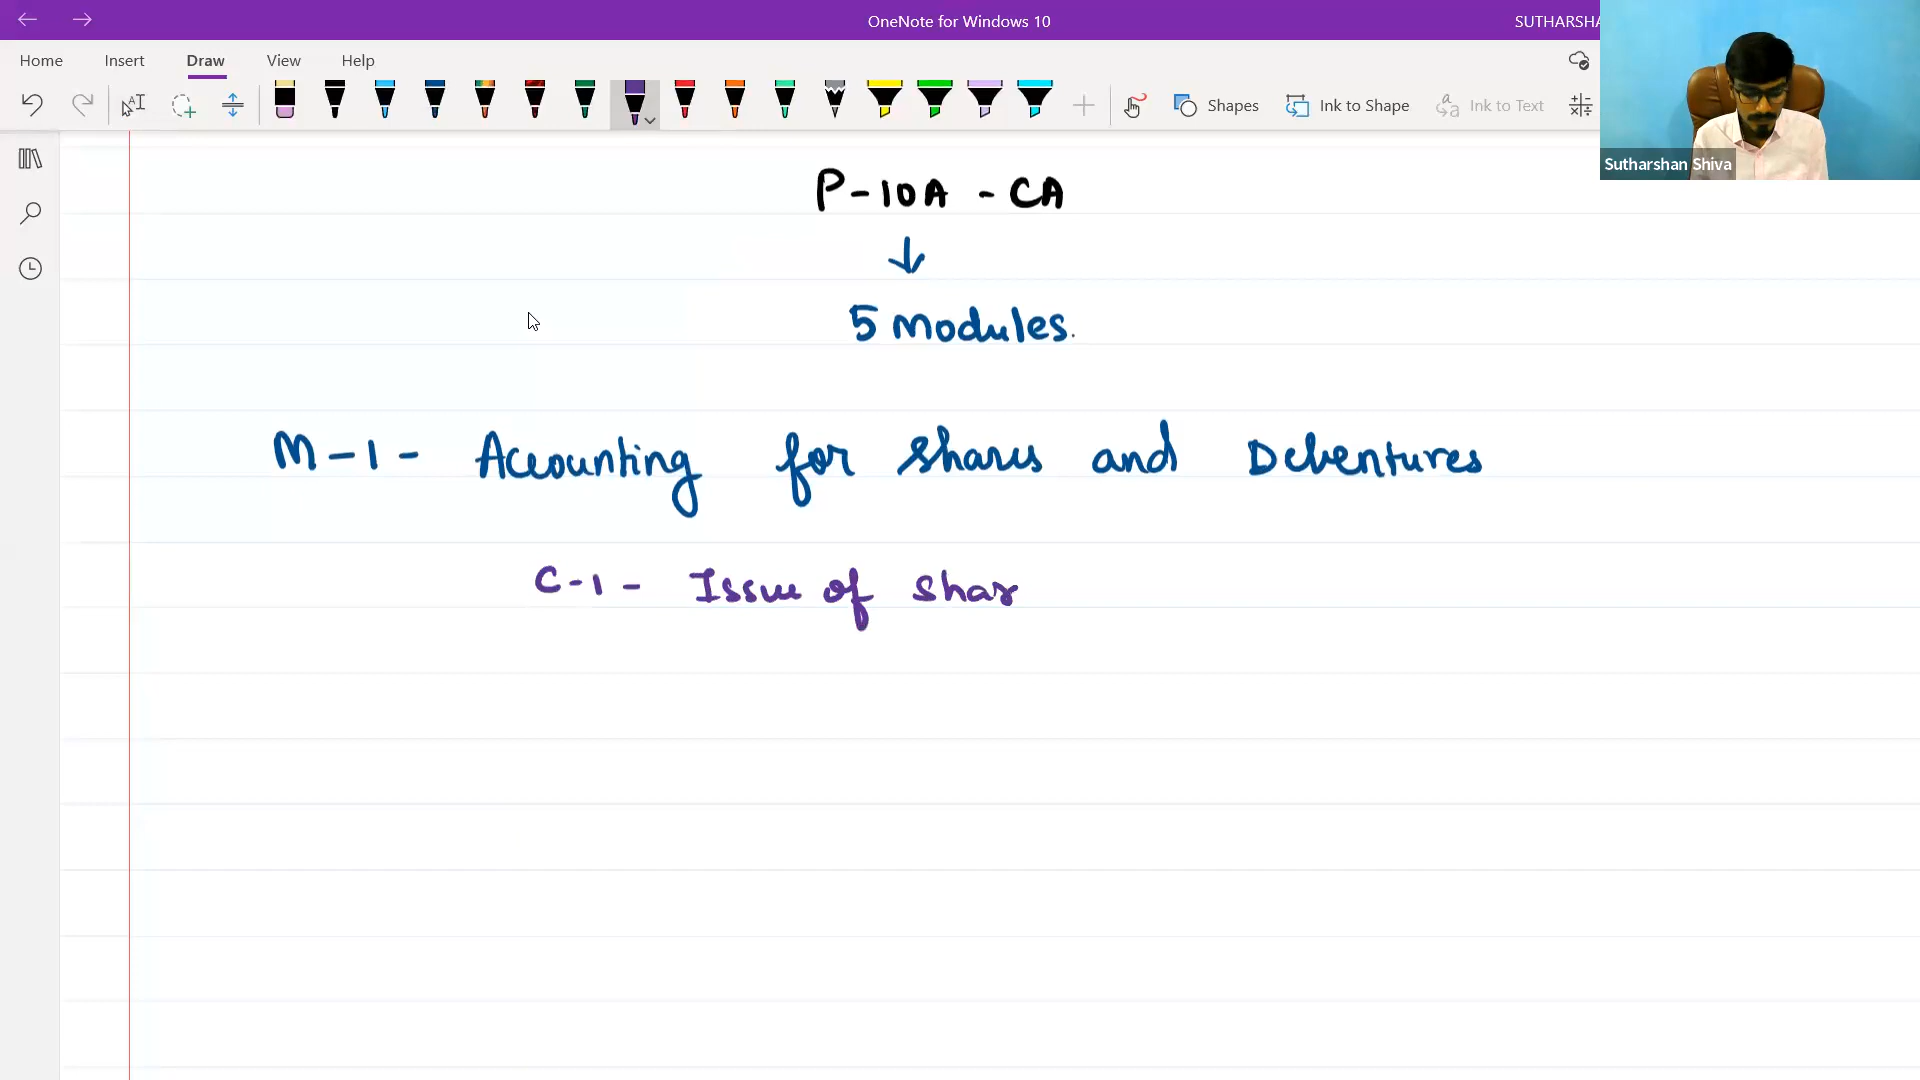 OneNote for Windows 10
SUTHARSHA
Home Insert Draw View Help
Shapes Ink to Shape Ink to Text
Sutharshan Shiva
P-10A - CA
5 Modules.
M-1- Accounting for Shares and Debentures
C-1- Issue of Shar